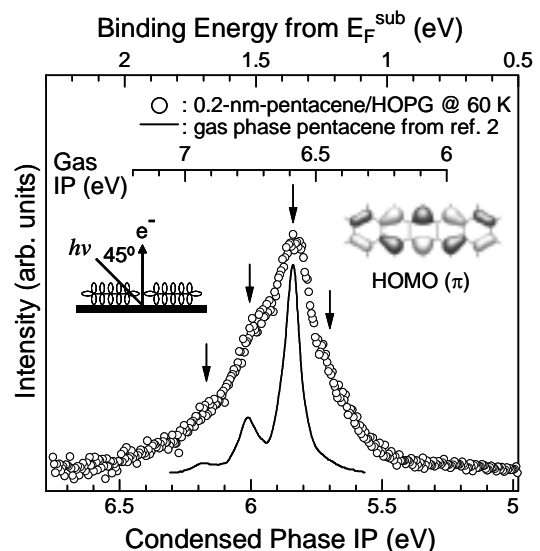 Binding Energy from E_F^sub (eV)
2 1.5 1 0.5
○ : 0.2-nm-pentacene/HOPG @ 60 K
— : gas phase pentacene from ref. 2
Gas
IP (eV)
7 6.5 6
hν
45°
e⁻
HOMO (π)
Intensity (arb. units)
6.5 6 5.5 5
Condensed Phase IP (eV)